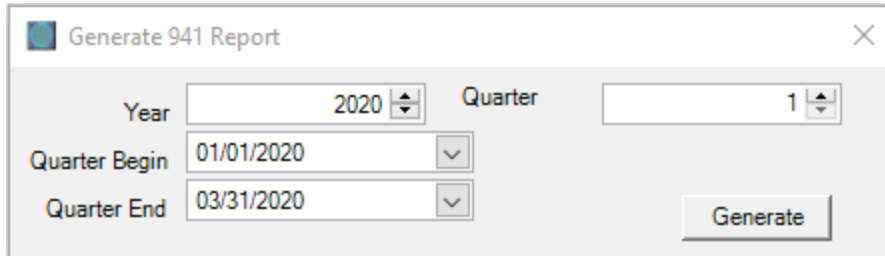 Generate 941 Report
Year 2020 Quarter 1
Quarter Begin 01/01/2020
Quarter End 03/31/2020
Generate